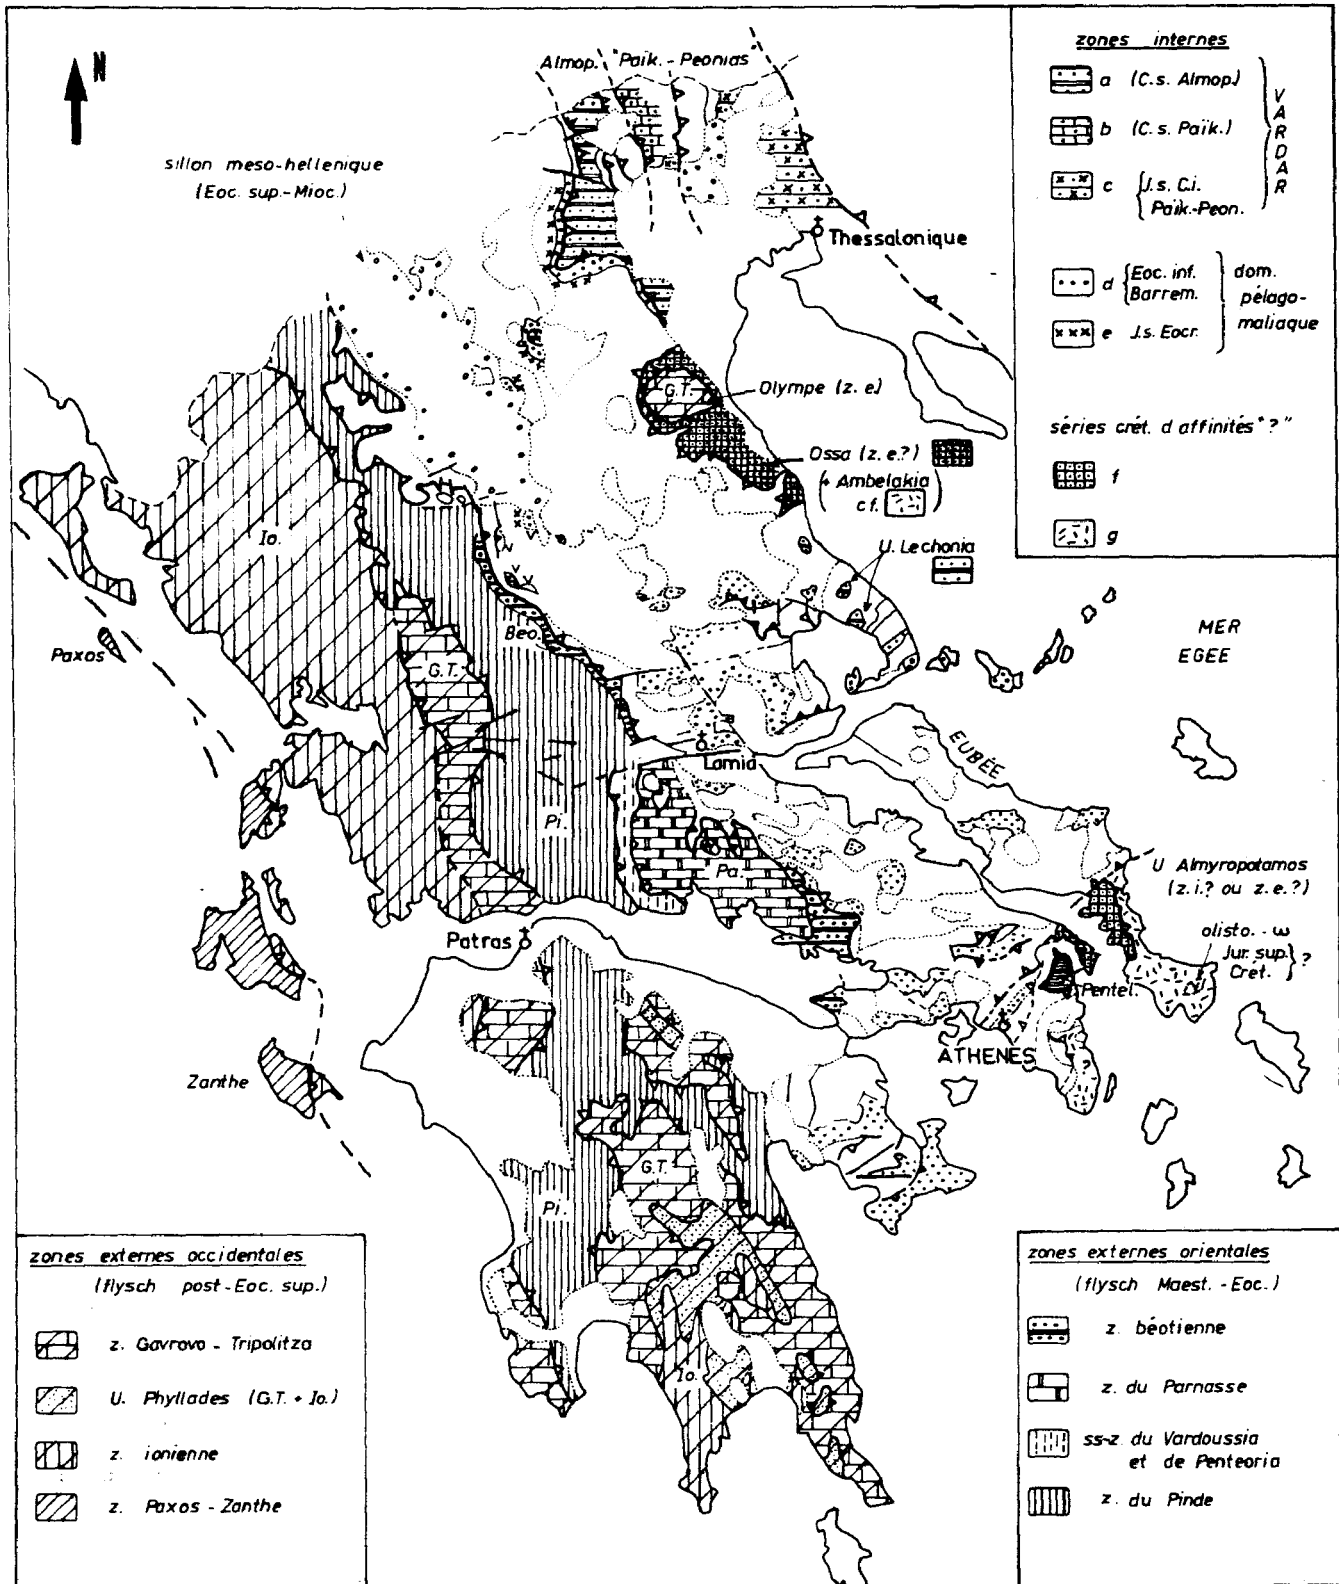 N
Almop. Païk. - Peonias
sillon meso-hellenique
(Eoc. sup.-Mioc.)
Thessalonique
zones internes
a (C.s. Almop.)
b (C.s. Païk.)
c {J.s. C.i.
Païk.-Peon.
VARDAR
d {Eoc. inf.
Barrem.
e J.s. Eocr.
dom.
pélago-
maliaque
séries crét. d affinités "?"
f
g
G.T.
Olympe (z. e.)
Ossa (z. e.?)
(+ Ambelakia
cf. )
U. Lechonia
Io.
Paxos
Beo.
G.T.
MER
EGEE
Lamia
EUBÉE
Pi.
Pa.
U Almyropotamos
(z.i.? ou z.e.?)
olisto. - ω
Jur. sup.
Cret. } ?
Patras
Pentel.
ATHENES
?
Zanthe
G.T.
Pi.
Io.
zones externes occidentales
(flysch post-Eoc. sup.)
z. Gavrovo - Tripolitza
U. Phyllades (G.T. + Io.)
z. ionienne
z. Paxos - Zanthe
zones externes orientales
(flysch Maest. - Eoc.)
z. béotienne
z. du Parnasse
ss-z. du Vardoussia
et de Penteoria
z. du Pinde